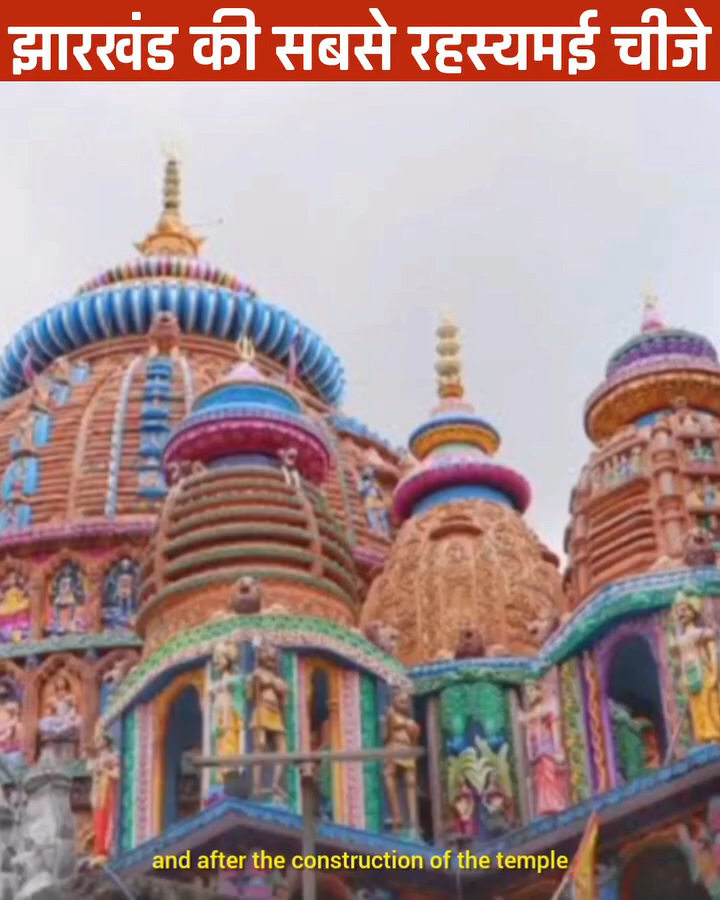 झारखंड की सबसे रहस्यमई चीजे
and after the construction of the temple